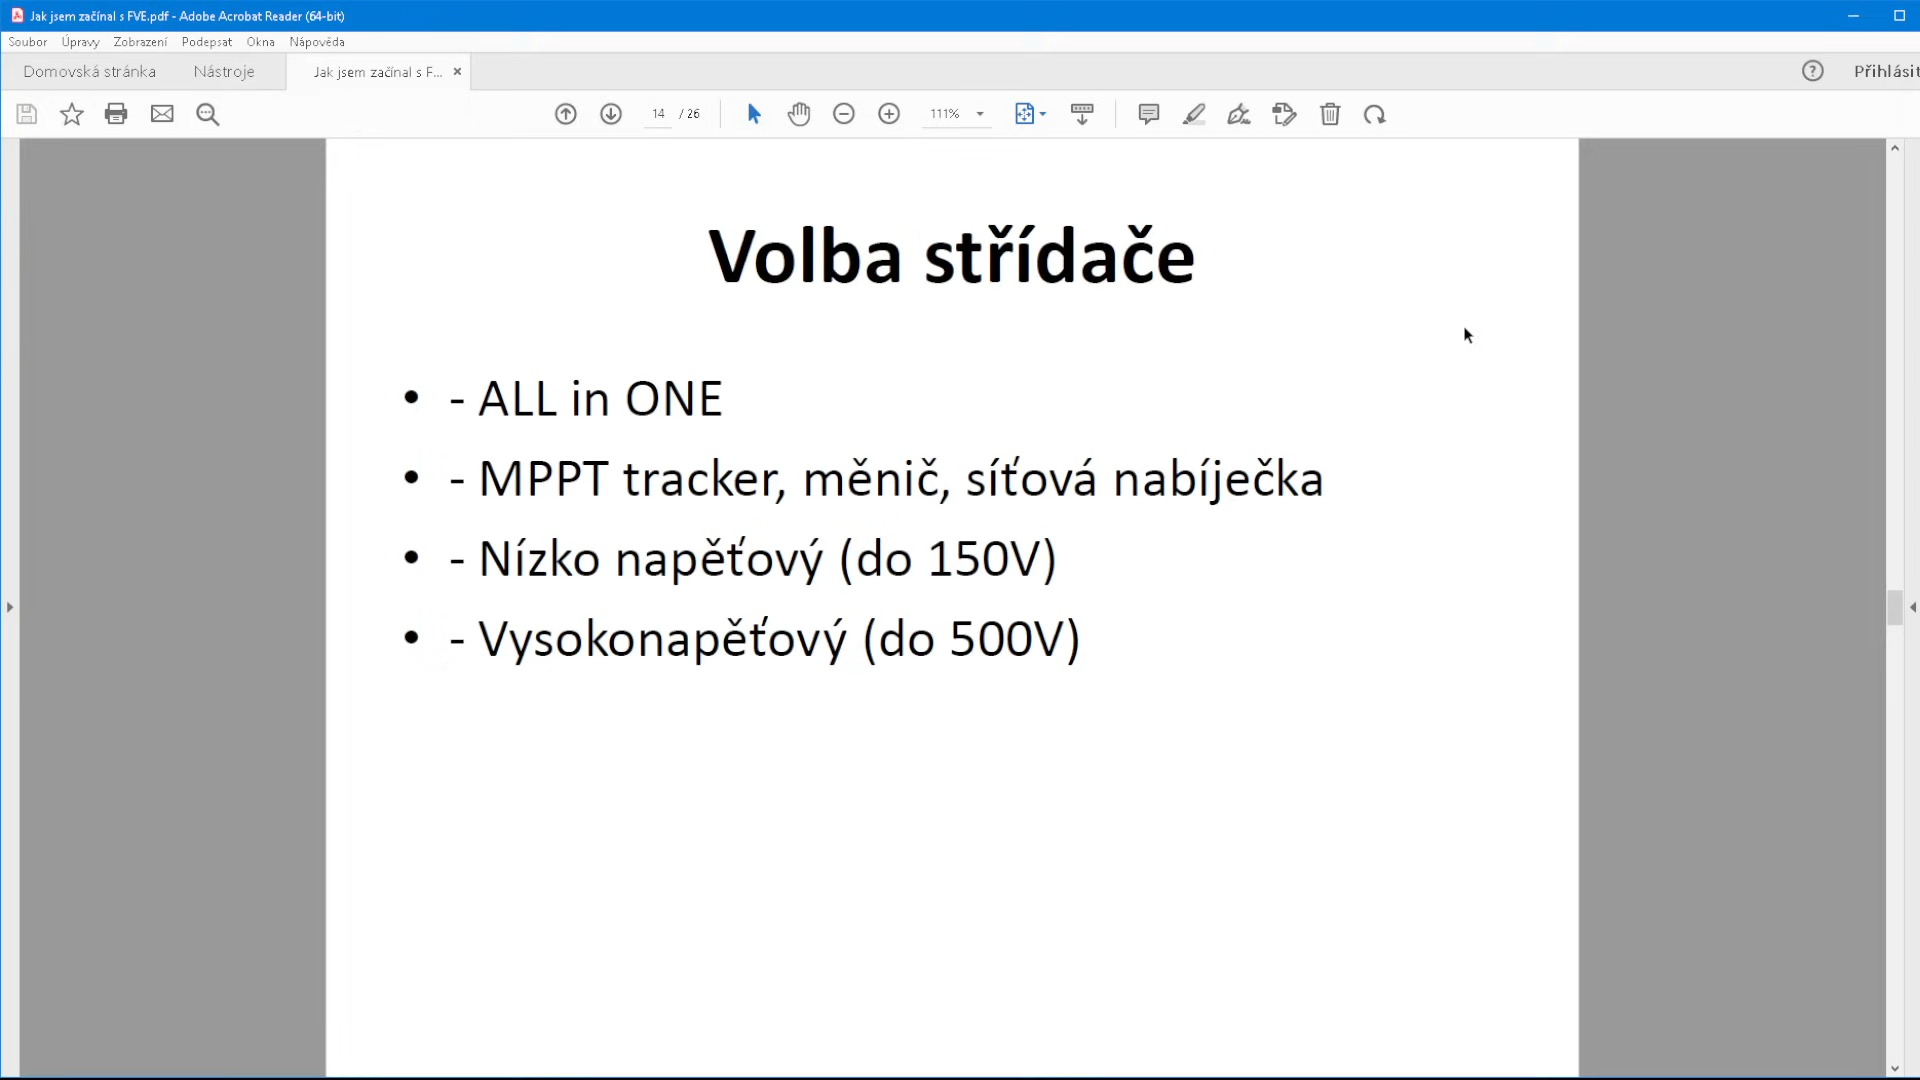 Jak jsem začínal s FVE.pdf - Adobe Acrobat Reader (64-bit)
Soubor Úpravy Zobrazení Podepsat Okna Nápověda
Domovská stránka Nástroje Jak jsem začínal s F... × Přihlásit
14 / 26 111%
Volba střídače
• - ALL in ONE
• - MPPT tracker, měnič, síťová nabíječka
• - Nízko napěťový (do 150V)
• - Vysokonapěťový (do 500V)